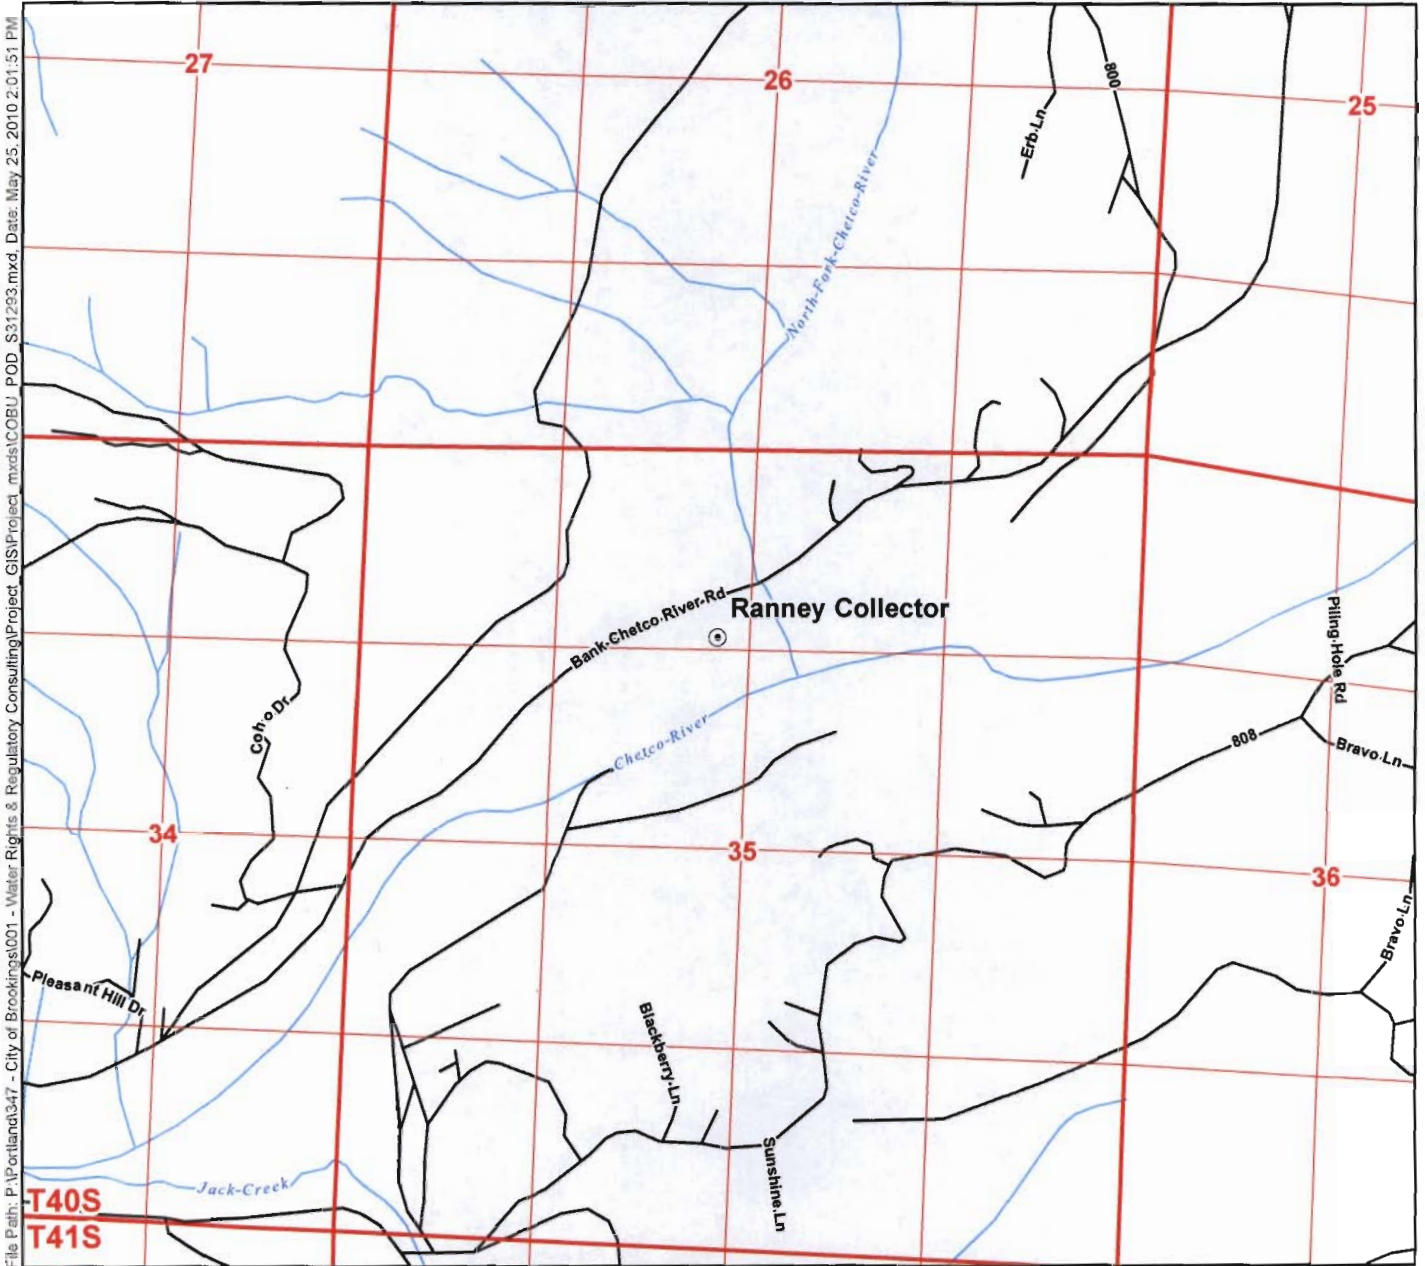 File Path: P:\Portland\347 - City of Brookings\001 - Water Rights & Regulatory Consulting\Project_GIS\Project_mxds\COBU_POD_S31293.mxd, Date: May 25, 2010 2:01:51 PM
27
26
25
800
Erb Ln
North-Fork-Chetco-River
Bank-Chetco River-Rd
Ranney Collector
Pilling Hole Rd
Coho Dr
Chetco-River
808
Bravo Ln
34
35
36
Bravo Ln
Pleasant Hill Dr
Blackberry Ln
Sunshine Ln
Jack-Creek
T40S
T41S